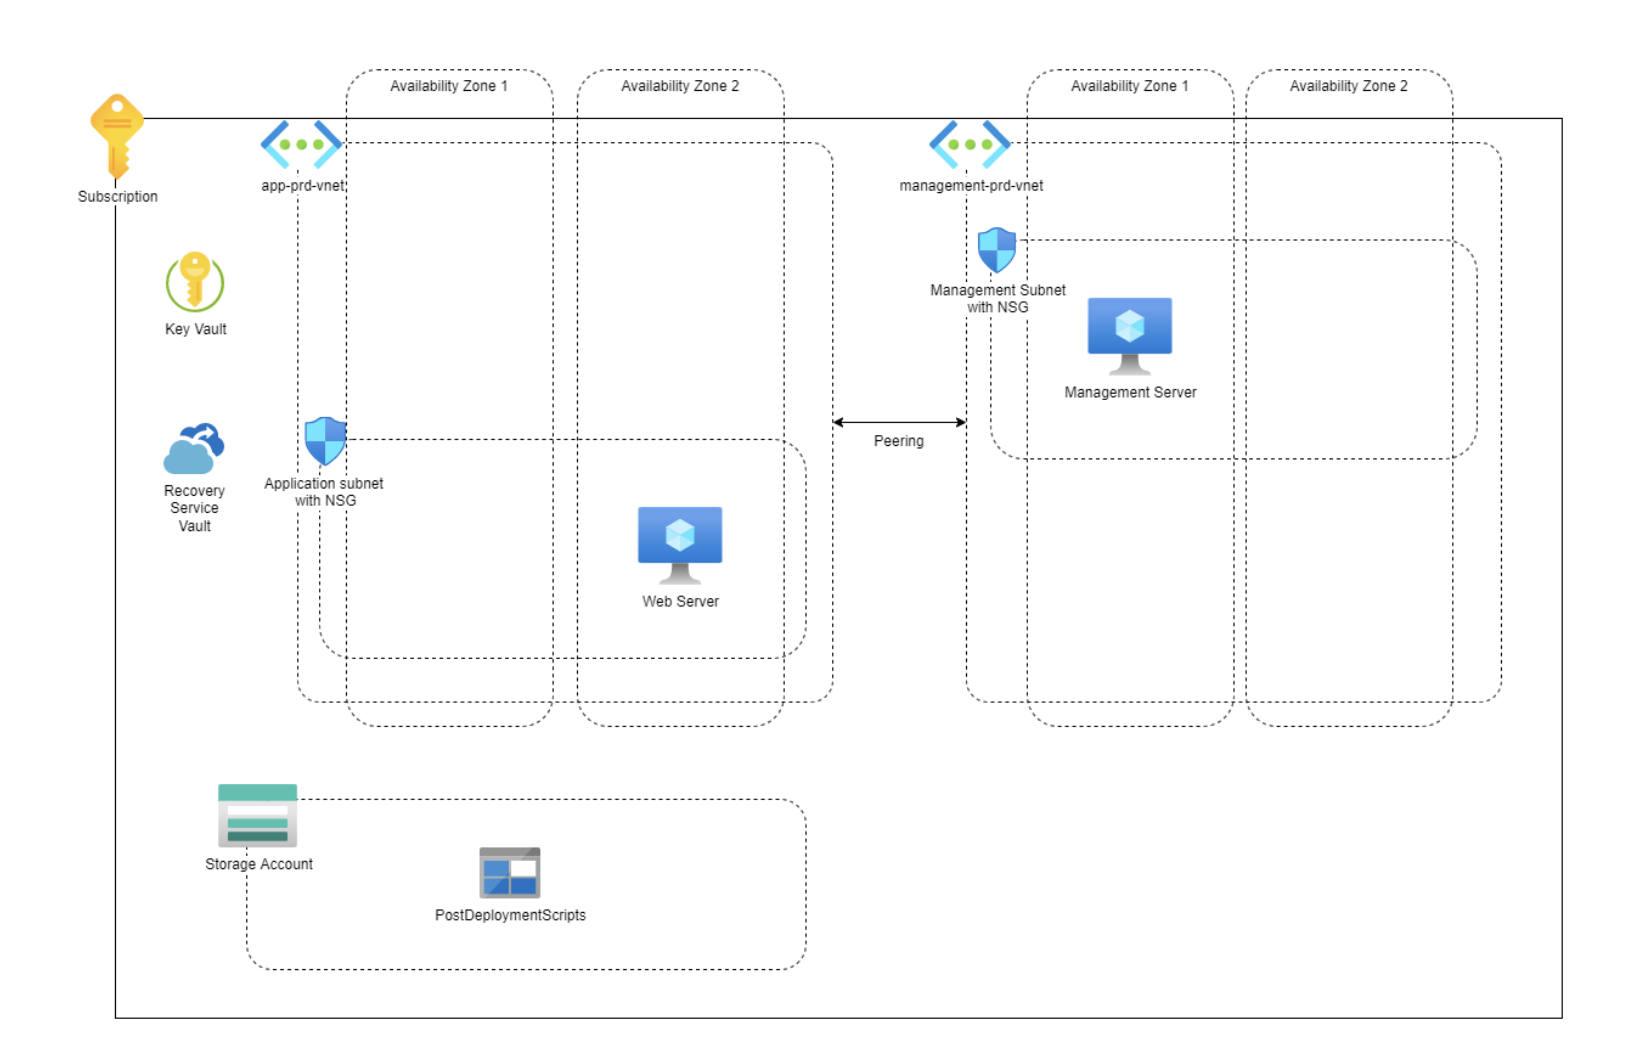 Availability Zone 1
Availability Zone 2
Availability Zone 1
Availability Zone 2
Subscription
app-prd-vnet
management-prd-vnet
Key Vault
Management Subnet
with NSG
Management Server
Peering
Recovery
Service
Vault
Application subnet
with NSG
Web Server
Storage Account
PostDeploymentScripts